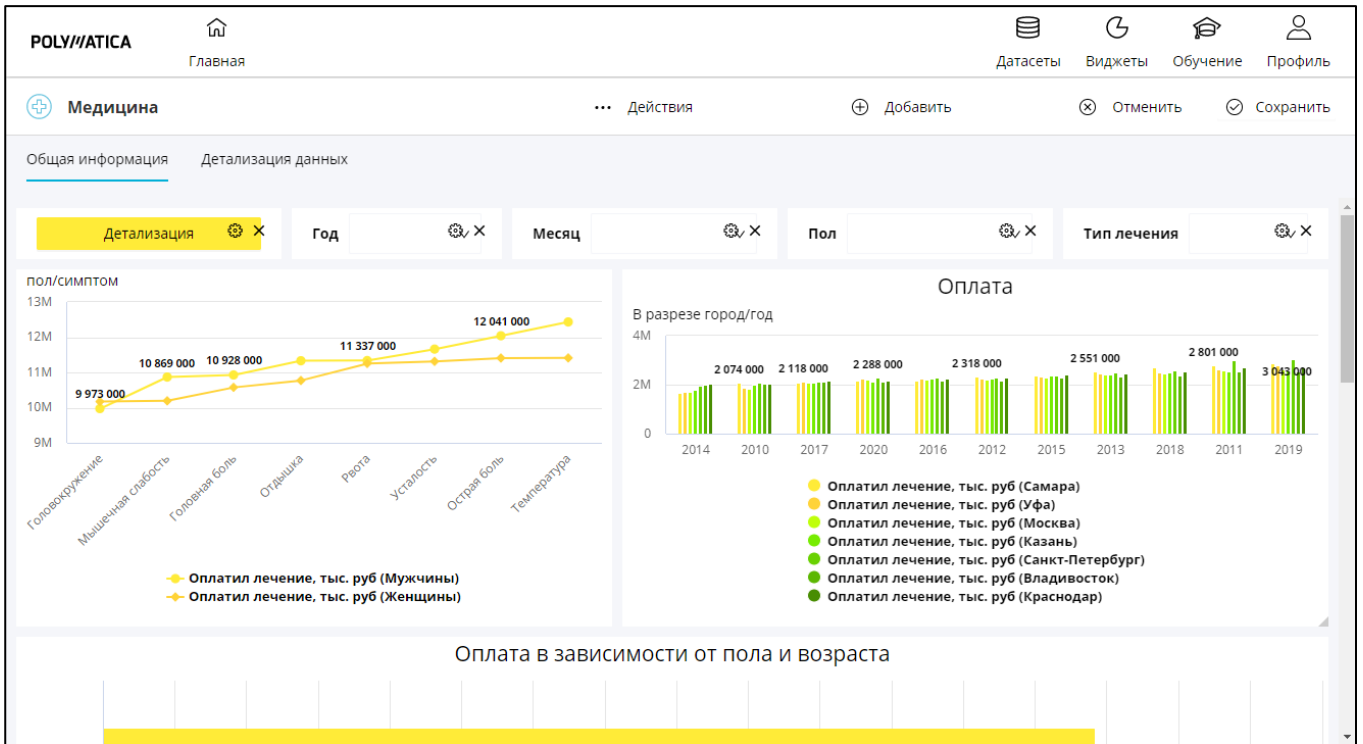 POLYMATICA
Главная
Датасеты
Виджеты
Обучение
Профиль
Медицина
Действия
Добавить
Отменить
Сохранить
Общая информация
Детализация данных
Детализация
Год
Месяц
Пол
Тип лечения
пол/симптом
13M
12M
11M
10M
9M
9 973 000
10 869 000
10 928 000
11 337 000
12 041 000
Головокружение
Мышечная слабость
Головная боль
Отдышка
Рвота
Усталость
Острая боль
Температура
Оплатил лечение, тыс. руб (Мужчины)
Оплатил лечение, тыс. руб (Женщины)
Оплата
В разрезе город/год
4M
2M
0
2 074 000
2 118 000
2 288 000
2 318 000
2 551 000
2 801 000
3 043 000
2014
2010
2017
2020
2016
2012
2015
2013
2018
2011
2019
Оплатил лечение, тыс. руб (Самара)
Оплатил лечение, тыс. руб (Уфа)
Оплатил лечение, тыс. руб (Москва)
Оплатил лечение, тыс. руб (Казань)
Оплатил лечение, тыс. руб (Санкт-Петербург)
Оплатил лечение, тыс. руб (Владивосток)
Оплатил лечение, тыс. руб (Краснодар)
Оплата в зависимости от пола и возраста